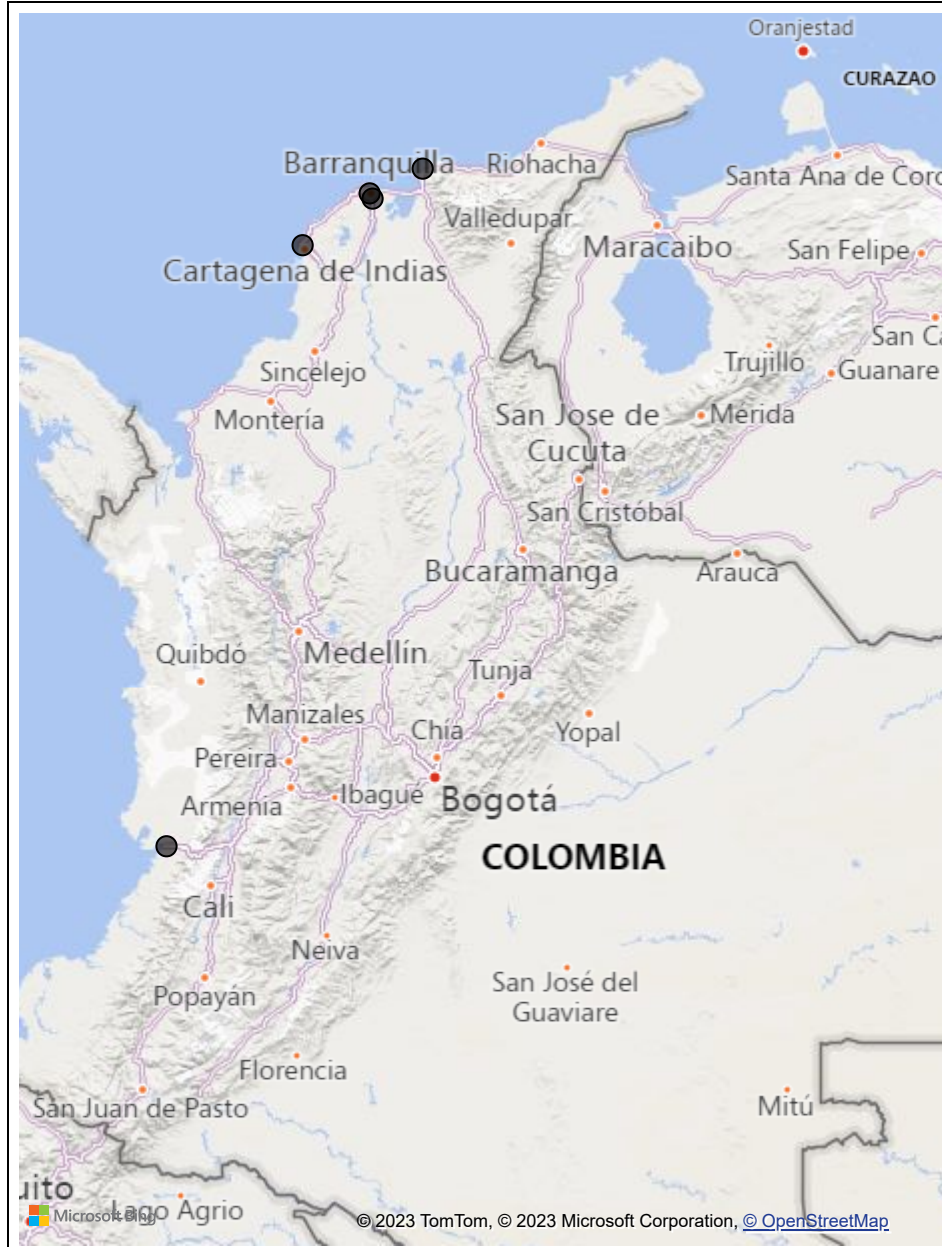 Oranjestad
CURAZAO
Barranquilla
Riohacha
Santa Ana de Coro
Valledupar
Maracaibo
San Felipe
Cartagena de Indias
San Ca
Sincelejo
Trujillo
Guanare
Montería
San Jose de
Cucuta
Mérida
San Cristóbal
Bucaramanga
Arauca
Quibdó
Medellín
Tunja
Manizales
Chía
Yopal
Pereira
Armenia
Ibagué
Bogotá
COLOMBIA
Cali
Neiva
Popayán
San José del
Guaviare
Florencia
San Juan de Pasto
Mitú
uito
Lago Agrio
Microsoft Bing
© 2023 TomTom, © 2023 Microsoft Corporation, © OpenStreetMap